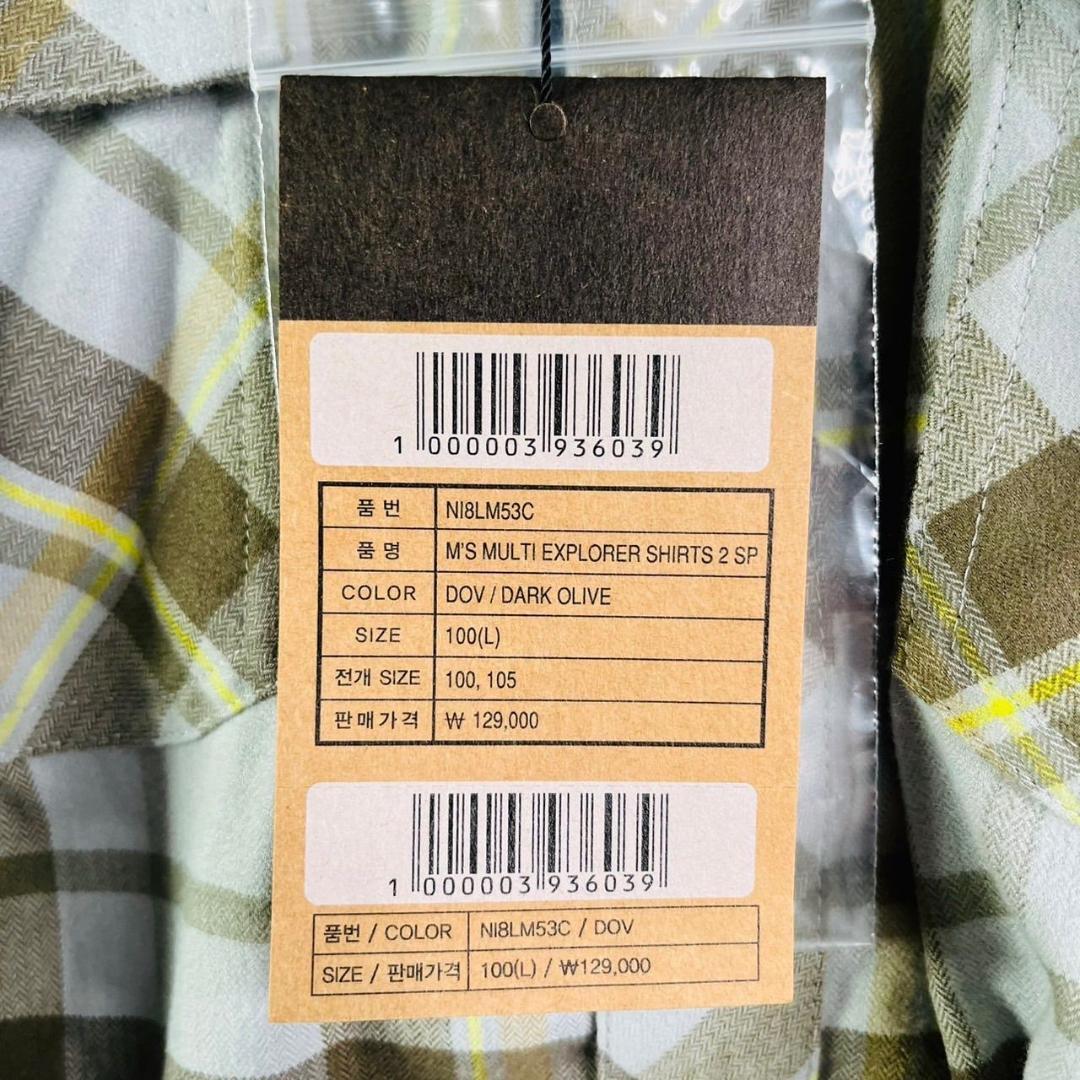 1 000003 936039
품번 NI8LM53C
품명 M'S MULTI EXPLORER SHIRTS 2 SP
COLOR DOV / DARK OLIVE
SIZE 100(L)
전개 SIZE 100, 105
판매가격 ₩ 129,000
1 000003 936039
품번 / COLOR NI8LM53C / DOV
SIZE / 판매가격 100(L) / ₩129,000